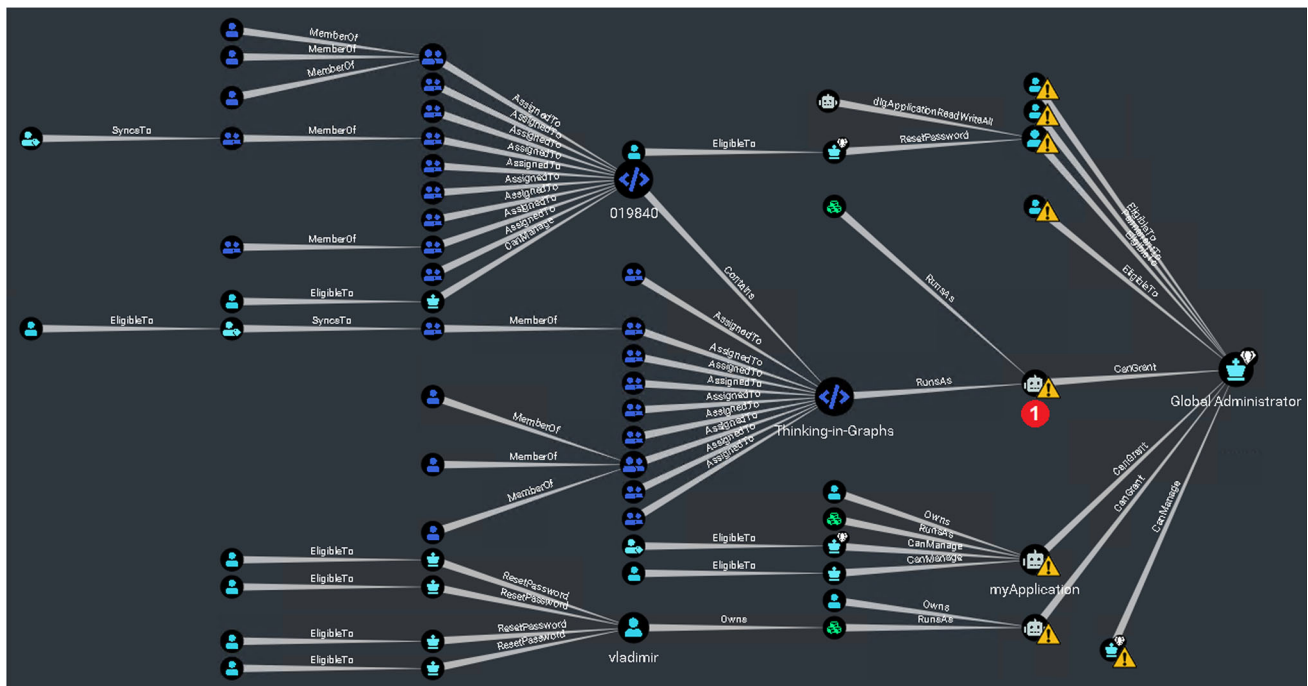 MemberOf
MemberOf
MemberOf
SyncsTo
MemberOf
AssignedTo
AssignedTo
AssignedTo
AssignedTo
AssignedTo
AssignedTo
AssignedTo
AssignedTo
AssignedTo
CanManage
MemberOf
EligibleTo
EligibleTo
SyncsTo
MemberOf
019840
Contains
dlgApplicationReadWriteAll
EligibleTo
ResetPassword
EligibleTo
EligibleTo
EligibleTo
RunsAs
AssignedTo
AssignedTo
AssignedTo
AssignedTo
AssignedTo
AssignedTo
AssignedTo
AssignedTo
Thinking-in-Graphs
RunsAs
1
CanGrant
Global Administrator
MemberOf
MemberOf
MemberOf
CanGrant
CanGrant
CanManage
Owns
RunsAs
EligibleTo
CanManage
EligibleTo
CanManage
myApplication
EligibleTo
ResetPassword
EligibleTo
ResetPassword
EligibleTo
ResetPassword
EligibleTo
ResetPassword
vladimir
Owns
Owns
RunsAs